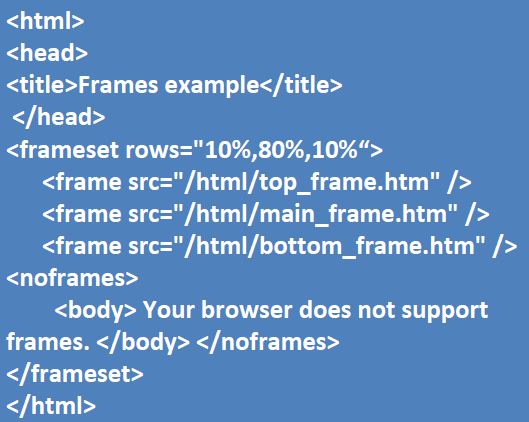 <html>
<head>
<title>Frames example</title>
</head>
<frameset rows="10%,80%,10%“>
<frame src="/html/top_frame.htm" />
<frame src="/html/main_frame.htm" />
<frame src="/html/bottom_frame.htm" />
<noframes>
<body> Your browser does not support
frames. </body> </noframes>
</frameset>
</html>